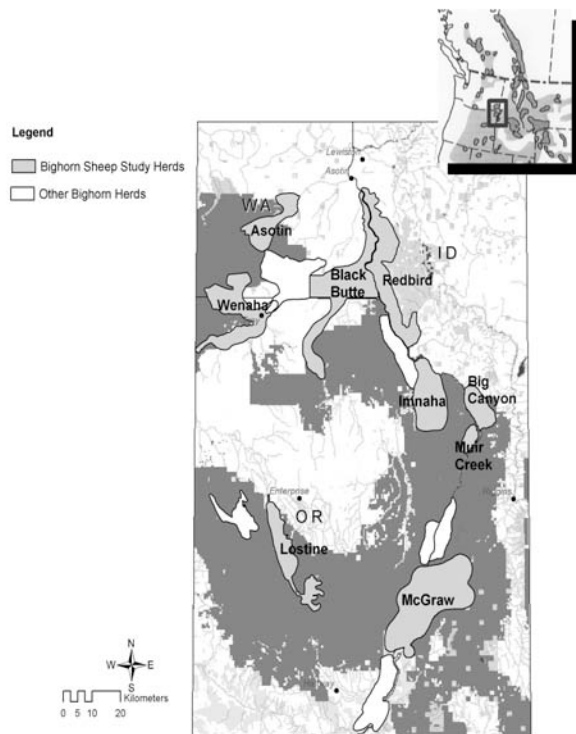 Legend
Bighorn Sheep Study Herds
Other Bighorn Herds
Lewiston
Asotin
WA
Asotin
ID
Black
Butte
Redbird
Wenaha
Big
Canyon
Imnaha
Muir
Creek
Enterprise
Riggins
OR
Lostine
McGraw
N
W E
S
Kilometers
0 5 10 20